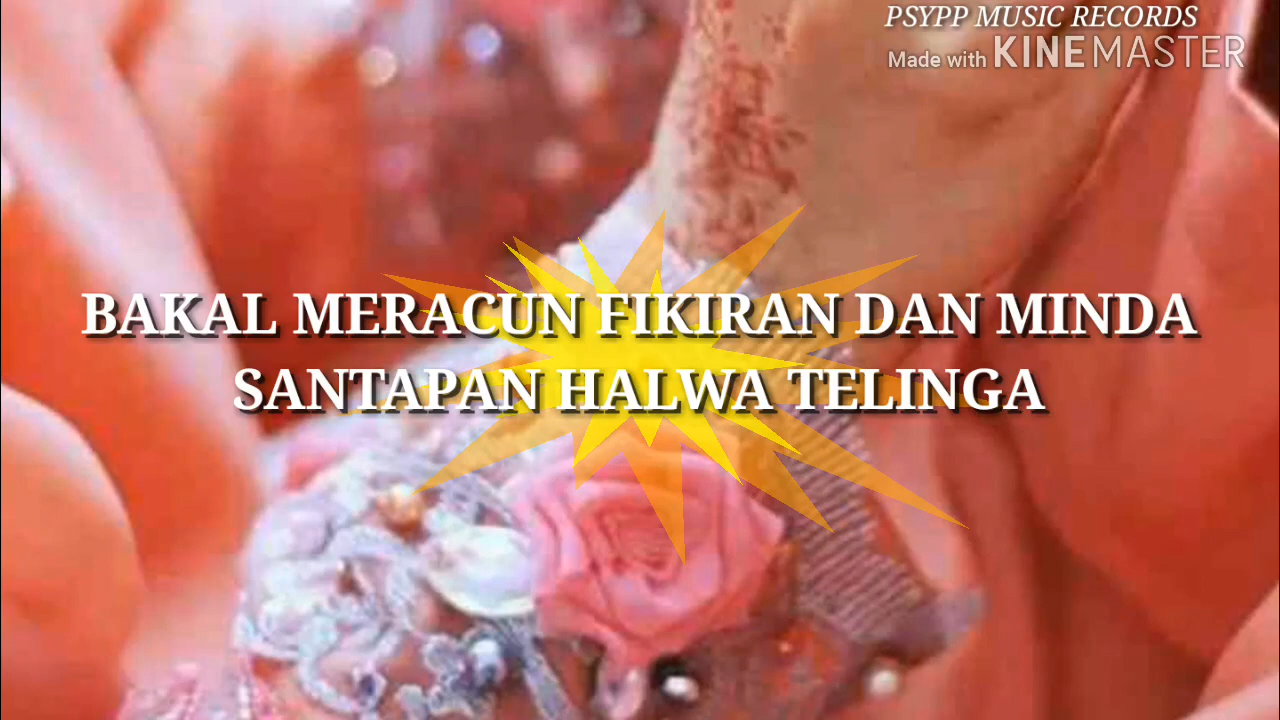 PSYPP MUSIC RECORDS
Made with KINEMASTER
BAKAL MERACUN FIKIRAN DAN MINDA
SANTAPAN HALWA TELINGA